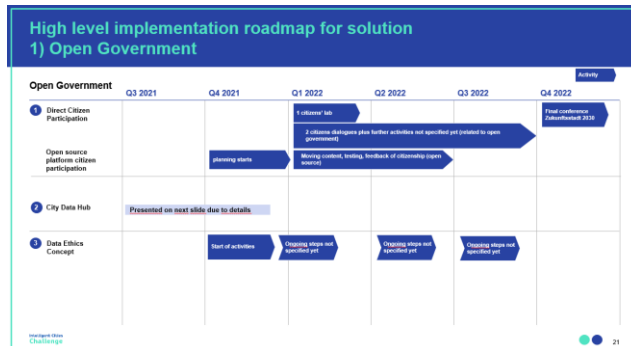 High level implementation roadmap for solution
1) Open Government
Activity
Open Government
Q3 2021
Q4 2021
Q1 2022
Q2 2022
Q3 2022
Q4 2022
1
Direct Citizen
Participation
1 citizens' lab
Final conference
Zukunftsstadt 2030
2 citizens dialogues plus further activities not specified yet (related to open
government)
Open source
platform citizen
participation
planning starts
Moving content, testing, feedback of citizenship (open
source)
2
City Data Hub
Presented on next slide due to details
3
Data Ethics
Concept
Start of activities
Ongoing steps not
specified yet
Ongoing steps not
specified yet
Ongoing steps not
specified yet
Intelligent Cities
Challenge
21